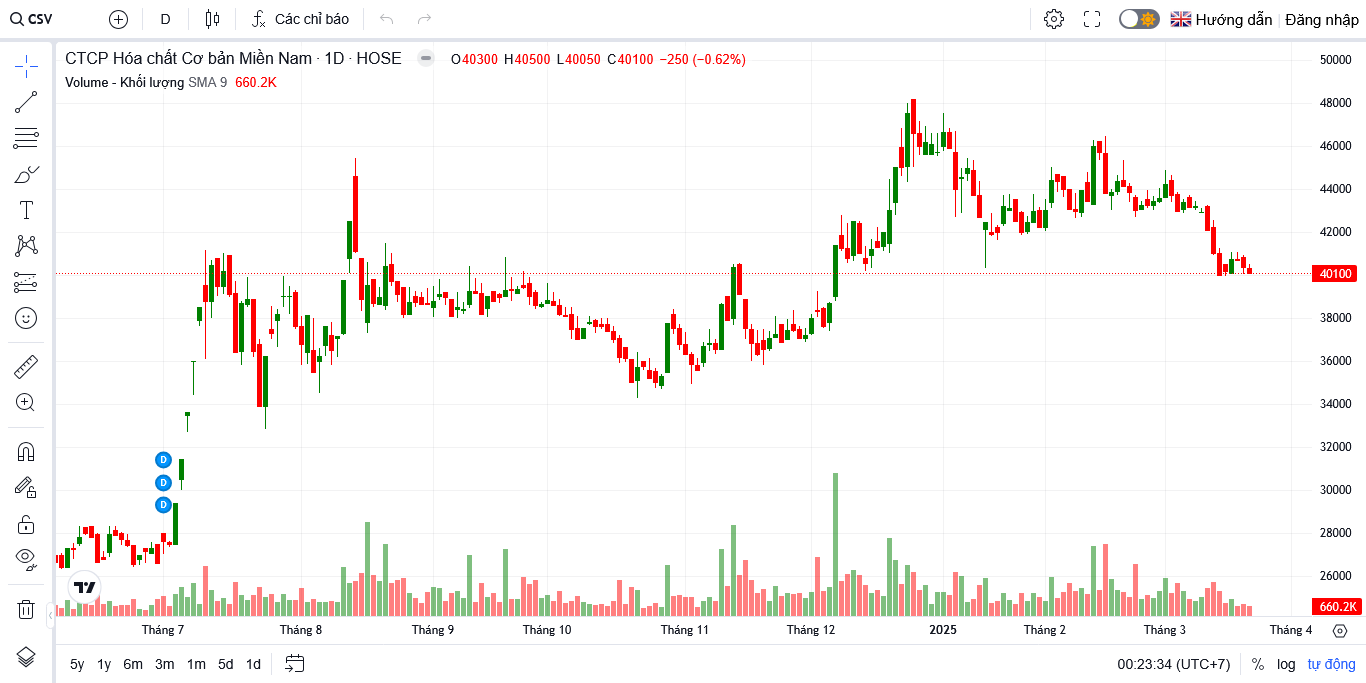 CSV D Các chỉ báo Hướng dẫn Đăng nhập
CTCP Hóa chất Cơ bản Miền Nam · 1D · HOSE O40300 H40500 L40050 C40100 −250 (−0.62%)
Volume - Khối lượng SMA 9 660.2K
50000
48000
46000
44000
42000
40100
38000
36000
34000
32000
30000
28000
26000
660.2K
D
D
D
Tháng 7 Tháng 8 Tháng 9 Tháng 10 Tháng 11 Tháng 12 2025 Tháng 2 Tháng 3 Tháng 4
5y 1y 6m 3m 1m 5d 1d 00:23:34 (UTC+7) % log tự động